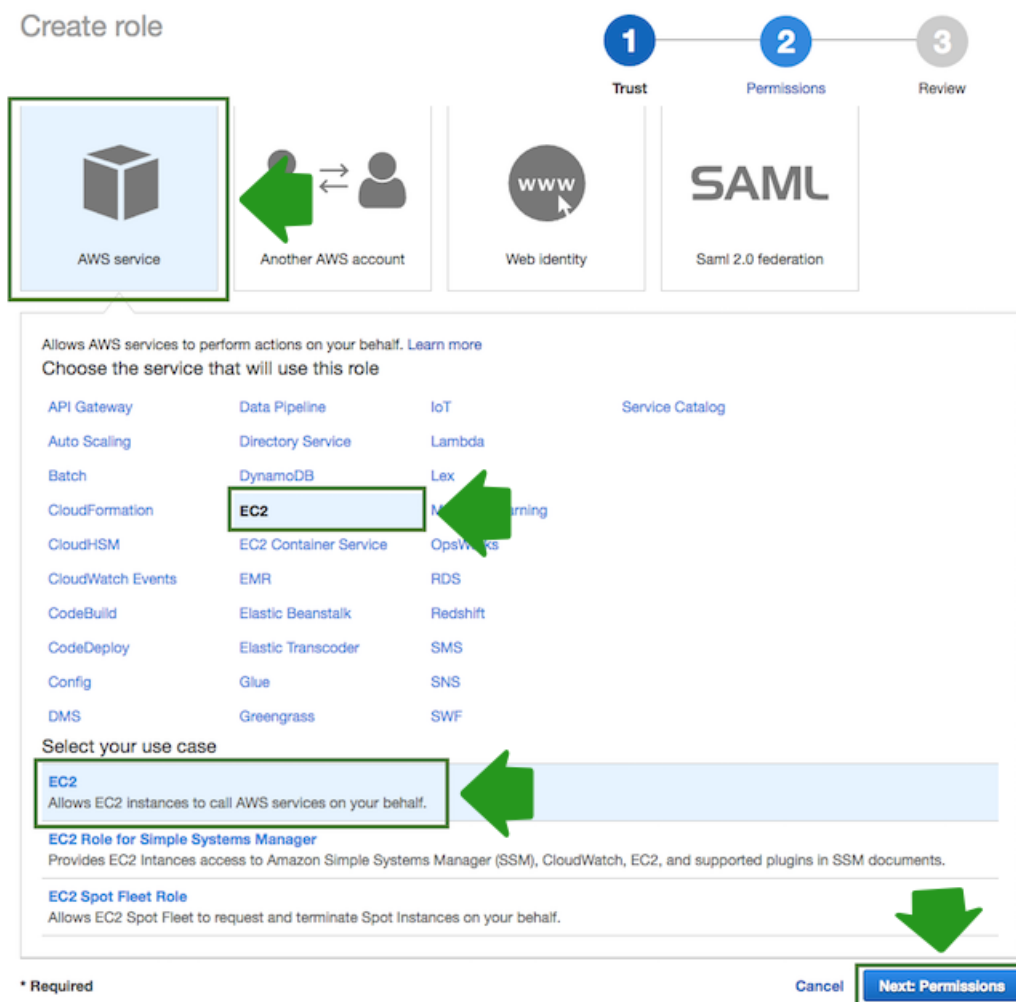 Create role
1
2
3
Trust
Permissions
Review
www
SAML
AWS service
Another AWS account
Web identity
Saml 2.0 federation
Allows AWS services to perform actions on your behalf. Learn more
Choose the service that will use this role
API Gateway Data Pipeline IoT Service Catalog
Auto Scaling Directory Service Lambda
Batch DynamoDB Lex
CloudFormation EC2
CloudHSM EC2 Container Service
CloudWatch Events EMR RDS
CodeBuild Elastic Beanstalk Redshift
CodeDeploy Elastic Transcoder SMS
Config Glue SNS
DMS Greengrass SWF
Select your use case
EC2
Allows EC2 instances to call AWS services on your behalf.
EC2 Role for Simple Systems Manager
Provides EC2 Intances access to Amazon Simple Systems Manager (SSM), CloudWatch, EC2, and supported plugins in SSM documents.
EC2 Spot Fleet Role
Allows EC2 Spot Fleet to request and terminate Spot Instances on your behalf.
* Required
Cancel
Next: Permissions